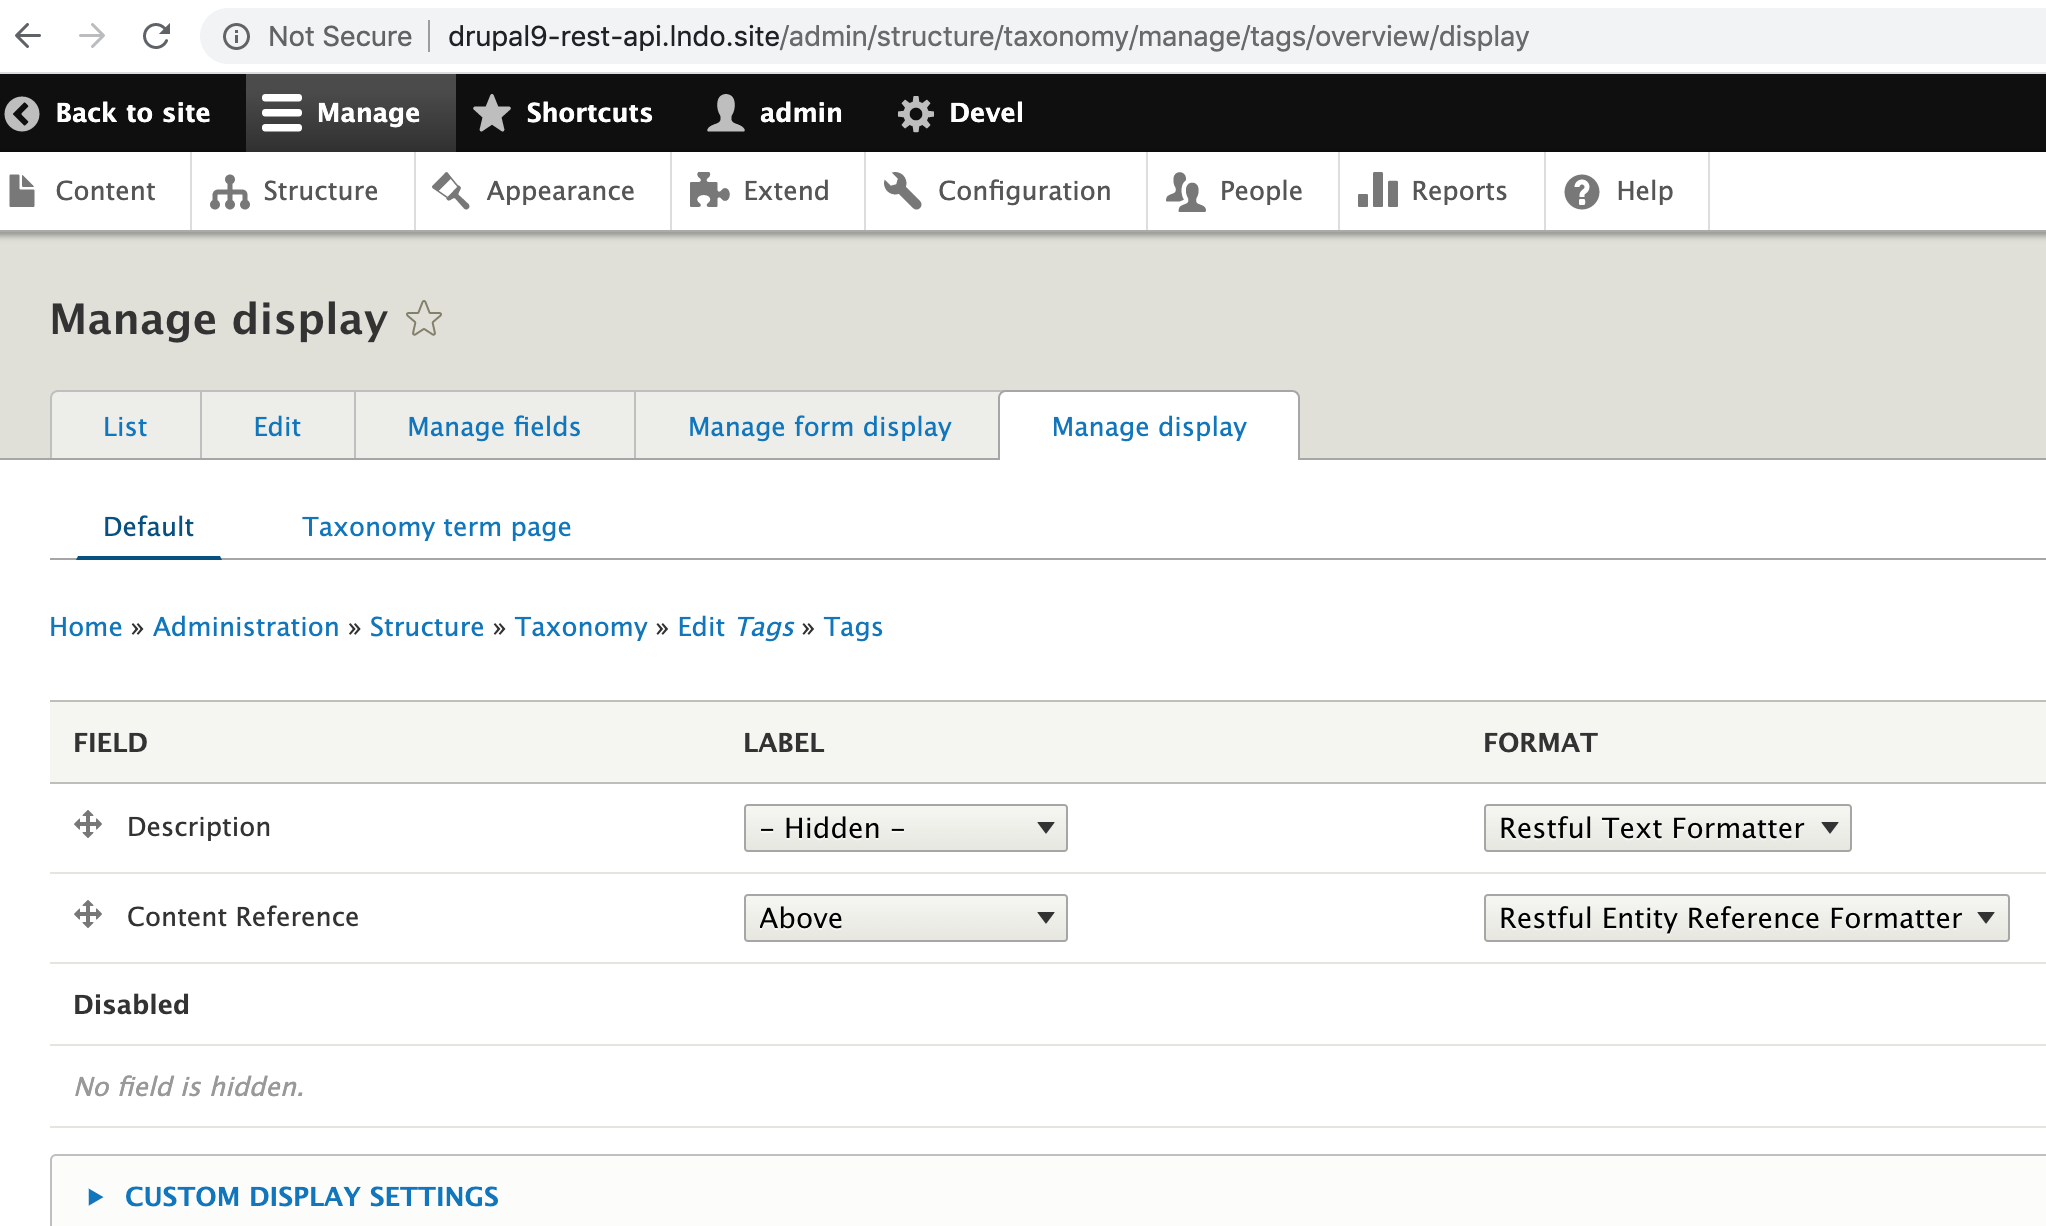 Not Secure | drupal9-rest-api.lndo.site/admin/structure/taxonomy/manage/tags/overview/display
Back to site Manage Shortcuts admin Devel
Content Structure Appearance Extend Configuration People Reports Help
Manage display
List Edit Manage fields Manage form display Manage display
Default Taxonomy term page
Home » Administration » Structure » Taxonomy » Edit Tags » Tags
FIELD LABEL FORMAT
Description - Hidden - Restful Text Formatter
Content Reference Above Restful Entity Reference Formatter
Disabled
No field is hidden.
CUSTOM DISPLAY SETTINGS